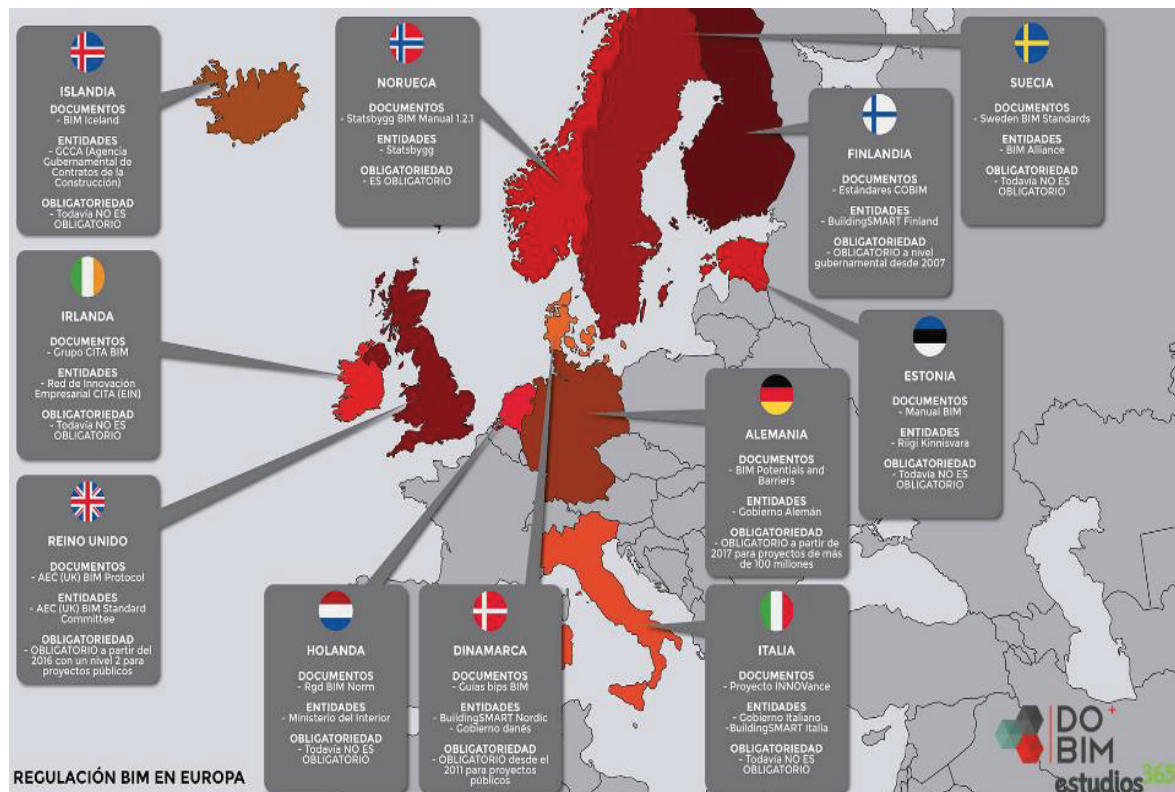 ISLANDIA
DOCUMENTOS
- BIM Iceland
ENTIDADES
- GCCA (Agencia
Gubernamental de
Contratos de la
Construcción)
OBLIGATORIEDAD
- Todavía NO ES
OBLIGATORIO
NORUEGA
DOCUMENTOS
- Statsbygg BIM Manual 1.2.1
ENTIDADES
- Statsbygg
OBLIGATORIEDAD
- ES OBLIGATORIO
SUECIA
DOCUMENTOS
- Sweden BIM Standards
ENTIDADES
- BIM Alliance
OBLIGATORIEDAD
- Todavía NO ES
OBLIGATORIO
FINLANDIA
DOCUMENTOS
- Estándares COBIM
ENTIDADES
- BuildingSMART Finland
OBLIGATORIEDAD
- OBLIGATORIO a nivel
gubernamental desde 2007
IRLANDA
DOCUMENTOS
- Grupo CITA BIM
ENTIDADES
- Red de Innovación
Empresarial CITA (EIN)
OBLIGATORIEDAD
- Todavía NO ES
OBLIGATORIO
ESTONIA
DOCUMENTOS
- Manual BIM
ENTIDADES
- Riigi Kinnisvara
OBLIGATORIEDAD
- Todavía NO ES
OBLIGATORIO
ALEMANIA
DOCUMENTOS
- BIM Potentials and
Barriers
ENTIDADES
- Gobierno Alemán
OBLIGATORIEDAD
- OBLIGATORIO a partir de
2017 para proyectos de más
de 100 millones
REINO UNIDO
DOCUMENTOS
- AEC (UK) BIM Protocol
ENTIDADES
- AEC (UK) BIM Standard
Committee
OBLIGATORIEDAD
- OBLIGATORIO a partir del
2016 con un nivel 2 para
proyectos públicos
HOLANDA
DOCUMENTOS
- Rgd BIM Norm
ENTIDADES
- Ministerio del Interior
OBLIGATORIEDAD
- Todavía NO ES
OBLIGATORIO
DINAMARCA
DOCUMENTOS
- Guías bips BIM
ENTIDADES
- BuildingSMART Nordic
- Gobierno danés
OBLIGATORIEDAD
- OBLIGATORIO desde el
2011 para proyectos
públicos
ITALIA
DOCUMENTOS
- Proyecto INNOVance
ENTIDADES
- Gobierno Italiano
-BuildingSMART Italia
OBLIGATORIEDAD
- Todavía NO ES
OBLIGATORIO
REGULACIÓN BIM EN EUROPA
DO+
BIM
estudios365